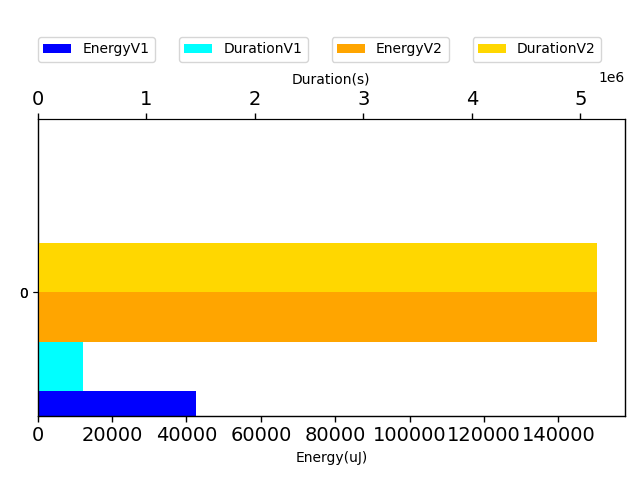 EnergyV1 DurationV1 EnergyV2 DurationV2
Duration(s) 1e6
0 1 2 3 4 5
0
0 20000 40000 60000 80000 100000 120000 140000
Energy(uJ)